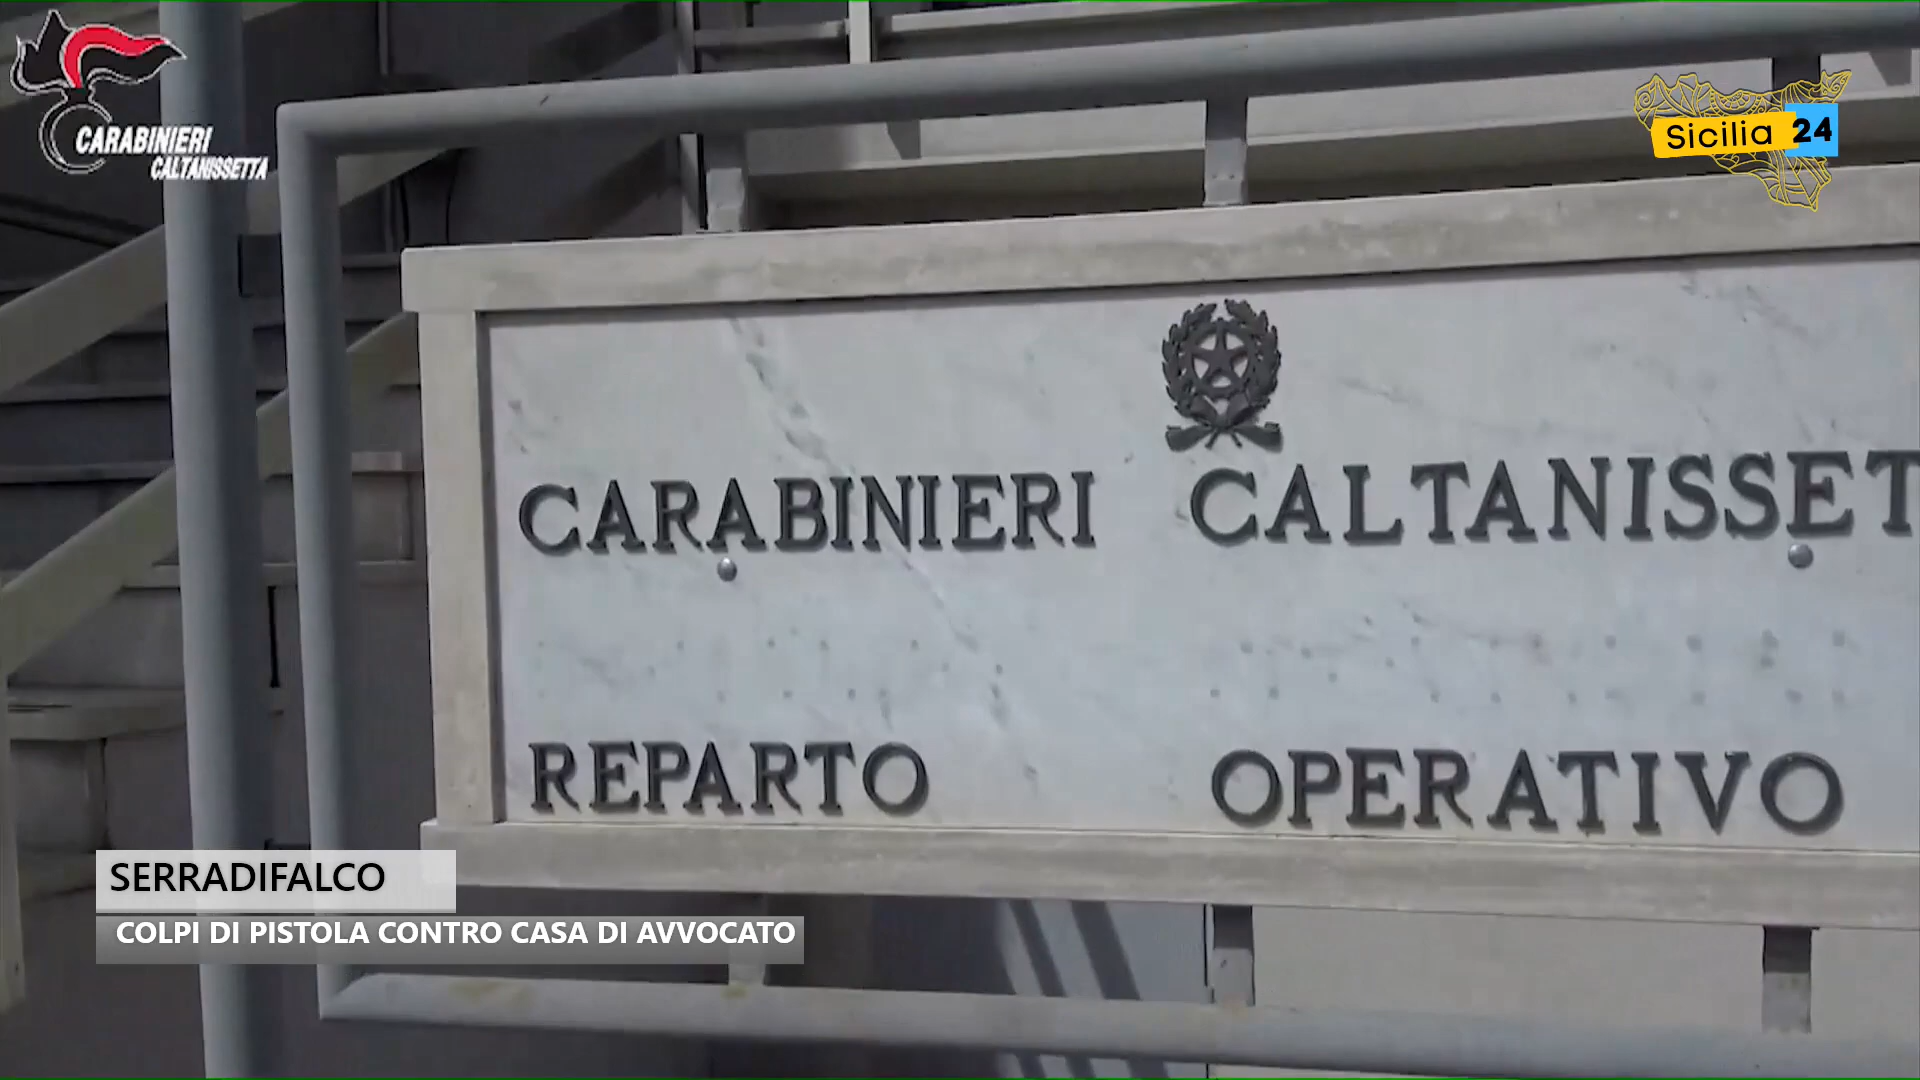 CARABINIERI
CALTANISSETTA
Sicilia 24
CARABINIERI CALTANISSET
REPARTO OPERATIVO
SERRADIFALCO
COLPI DI PISTOLA CONTRO CASA DI AVVOCATO